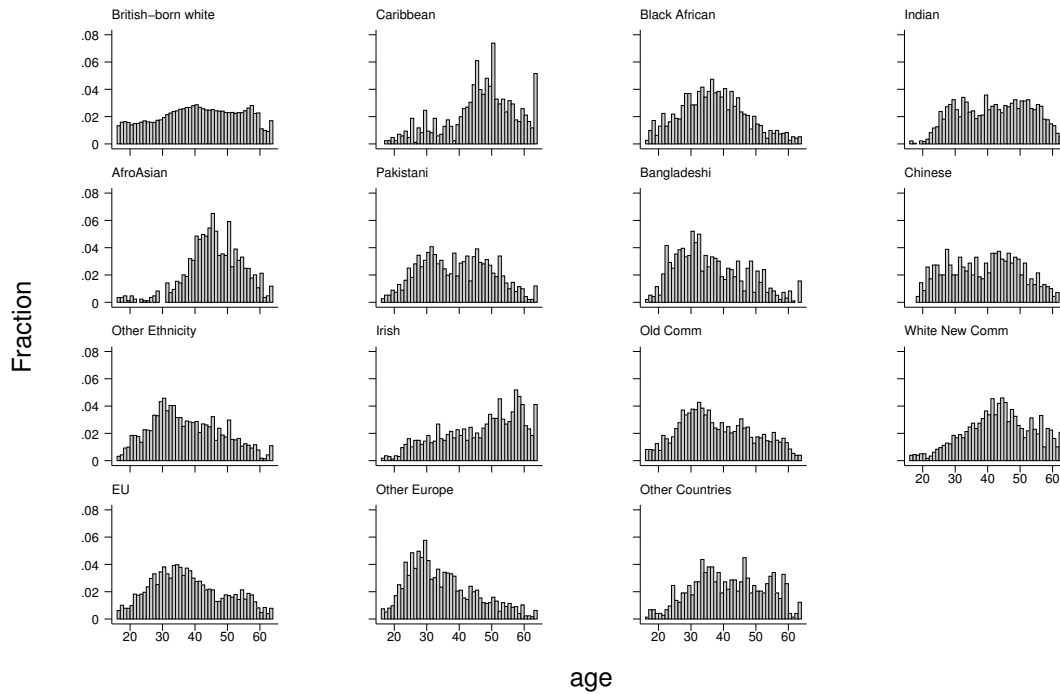 British−born white
Caribbean
Black African
Indian
.08
.06
.04
.02
0
AfroAsian
Pakistani
Bangladeshi
Chinese
.08
.06
.04
.02
0
Other Ethnicity
Irish
Old Comm
White New Comm
.08
.06
.04
.02
0
20 30 40 50 60
EU
Other Europe
Other Countries
.08
.06
.04
.02
0
20 30 40 50 60
20 30 40 50 60
20 30 40 50 60
Fraction
age